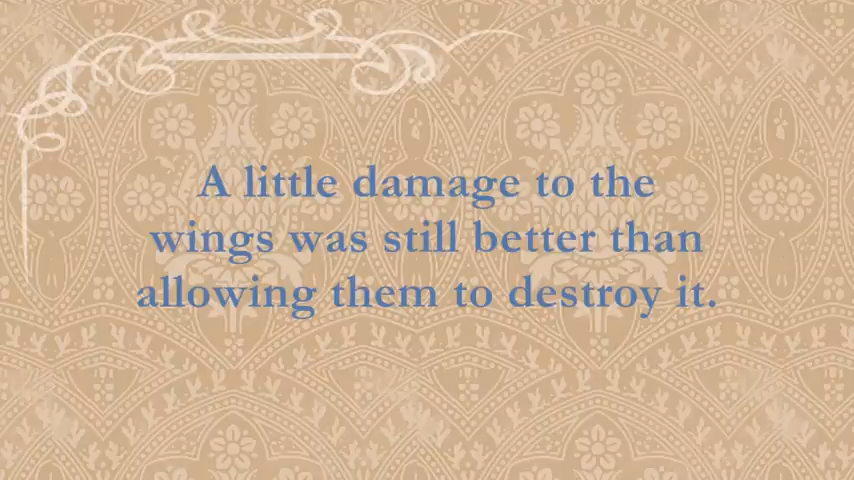 A little damage to the
wings was still better than
allowing them to destroy it.